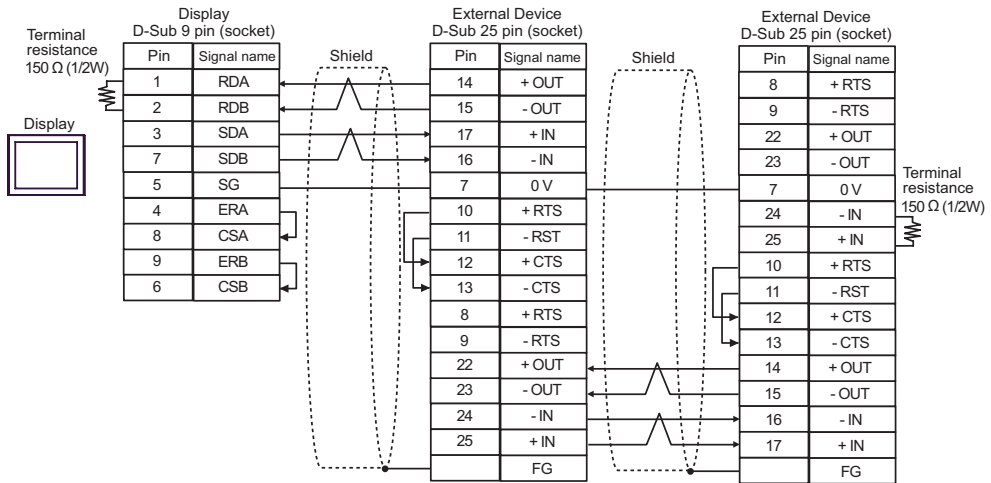 Display
D-Sub 9 pin (socket)
Terminal
resistance
150 Ω (1/2W)
Display
Pin Signal name
1 RDA
2 RDB
3 SDA
7 SDB
5 SG
4 ERA
8 CSA
9 ERB
6 CSB
Shield
External Device
D-Sub 25 pin (socket)
Pin Signal name
14 + OUT
15 - OUT
17 + IN
16 - IN
7 0 V
10 + RTS
11 - RST
12 + CTS
13 - CTS
8 + RTS
9 - RTS
22 + OUT
23 - OUT
24 - IN
25 + IN
FG
Shield
External Device
D-Sub 25 pin (socket)
Pin Signal name
8 + RTS
9 - RTS
22 + OUT
23 - OUT
7 0 V
24 - IN
25 + IN
10 + RTS
11 - RST
12 + CTS
13 - CTS
14 + OUT
15 - OUT
16 - IN
17 + IN
FG
Terminal
resistance
150 Ω (1/2W)